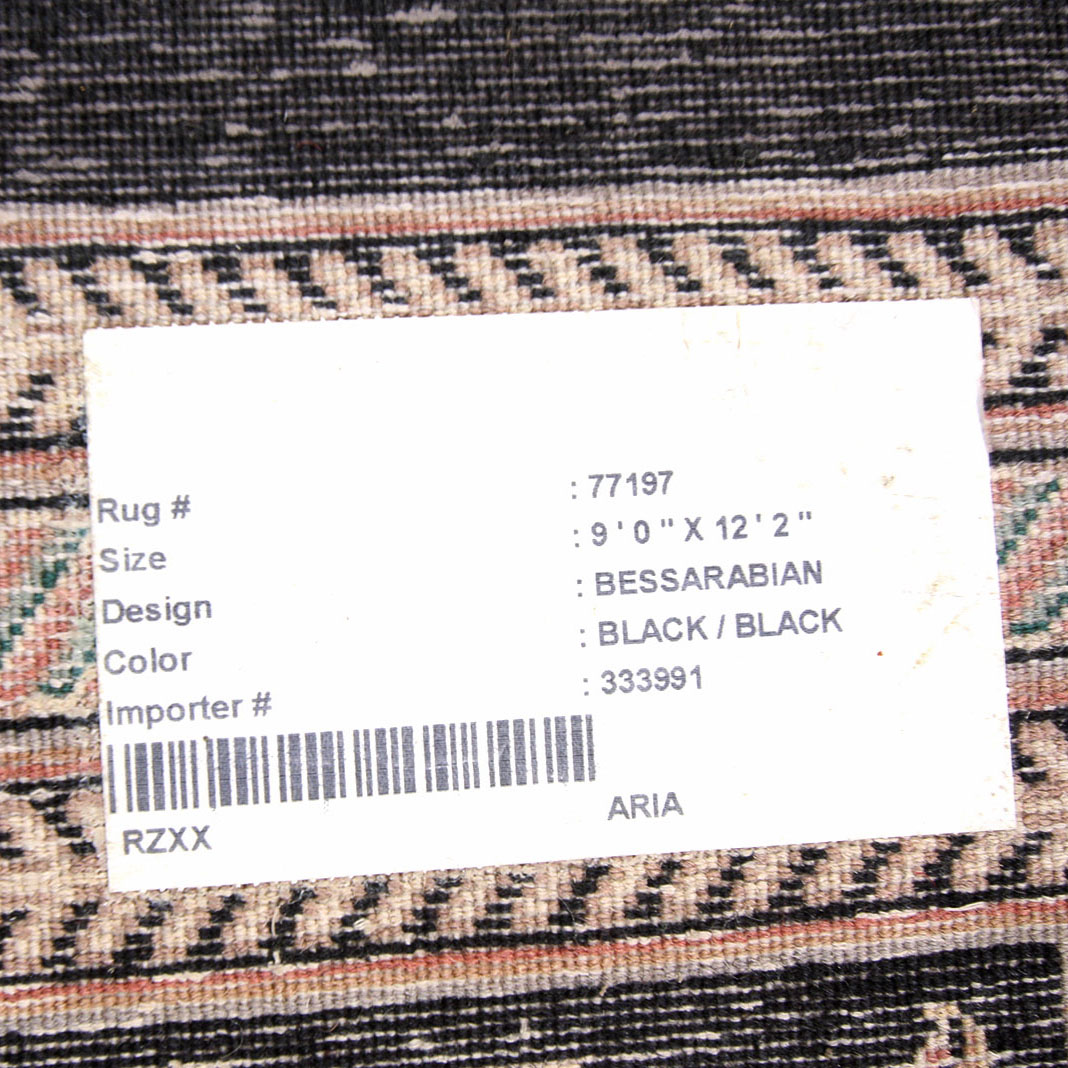 Rug # : 77197
Size : 9 ' 0 " X 12 ' 2 "
Design : BESSARABIAN
Color : BLACK / BLACK
Importer # : 333991
RZXX ARIA